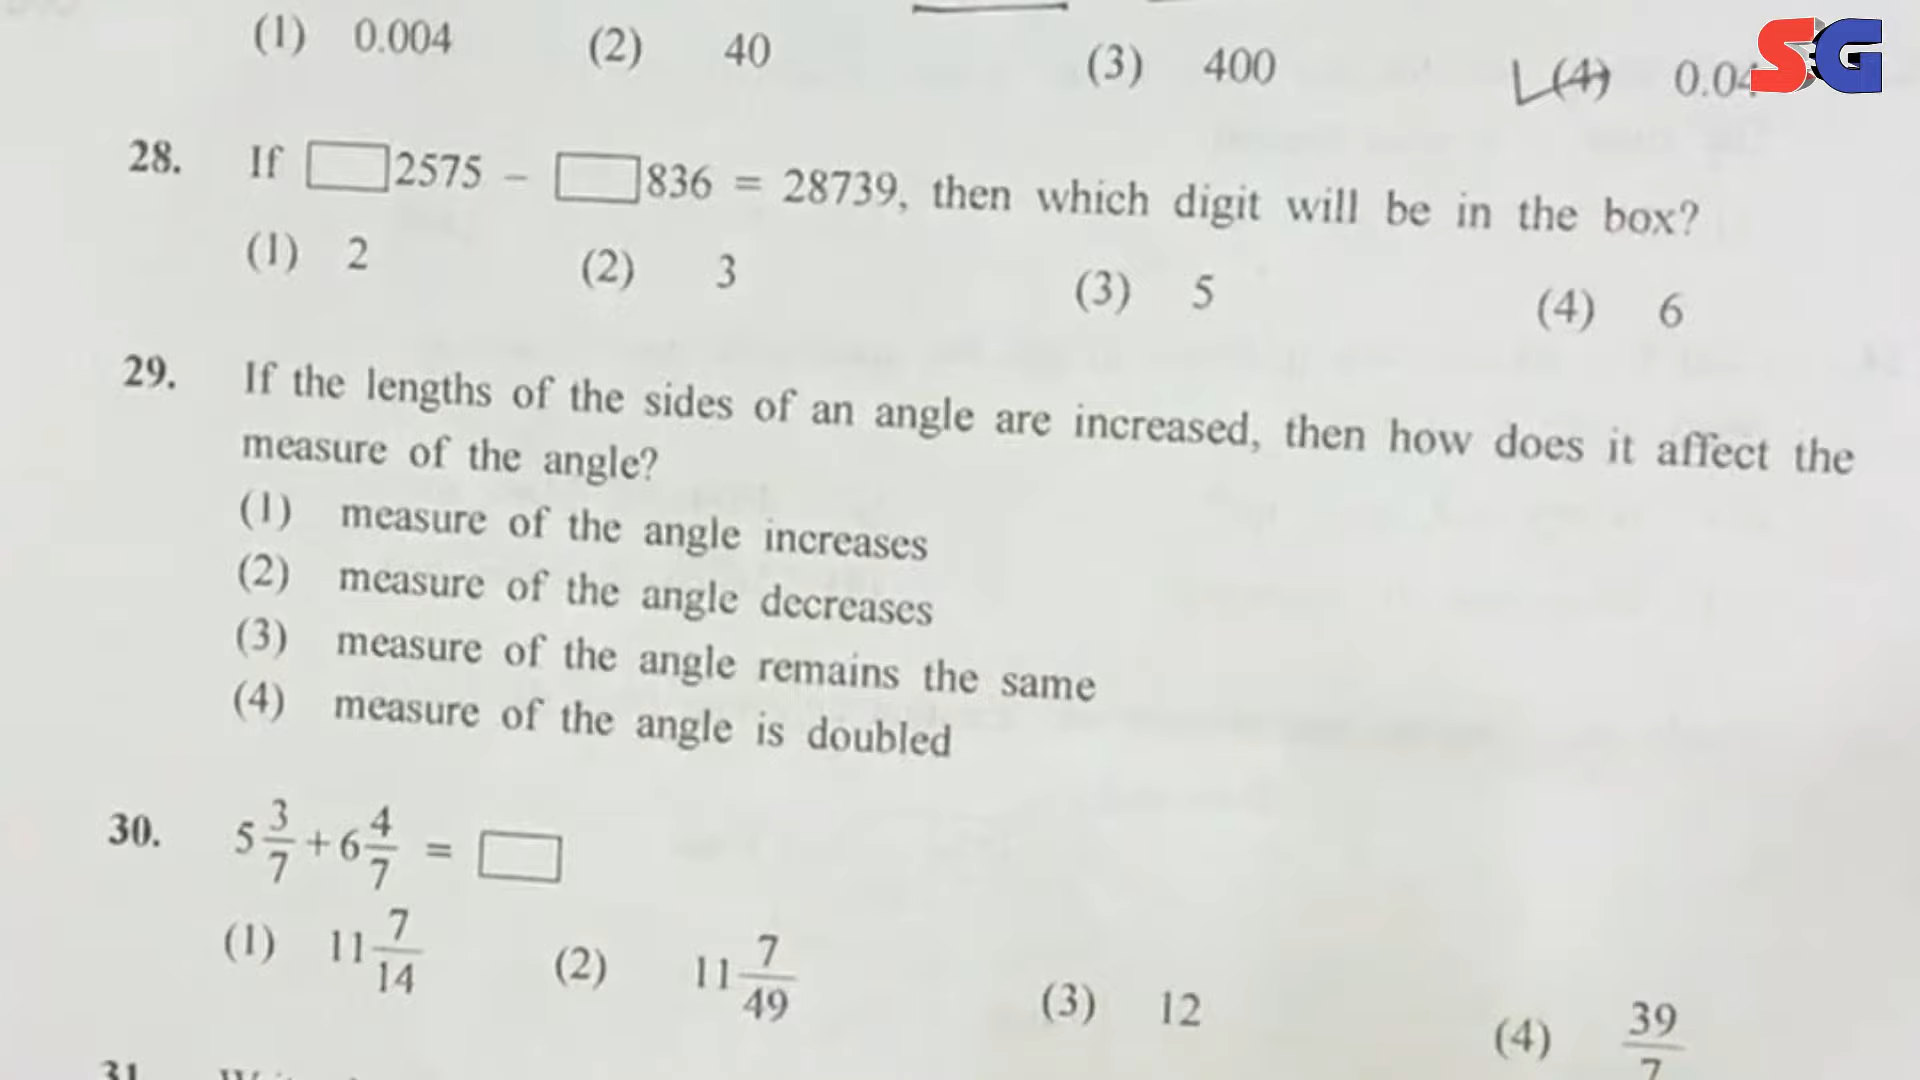 (1) 0.004 (2) 40 (3) 400 (4) 0.04
SG
28. If □2575 – □836 = 28739, then which digit will be in the box?
(1) 2 (2) 3 (3) 5 (4) 6
29. If the lengths of the sides of an angle are increased, then how does it affect the
measure of the angle?
(1) measure of the angle increases
(2) measure of the angle decreases
(3) measure of the angle remains the same
(4) measure of the angle is doubled
30. 5 3/7 + 6 4/7 = □
(1) 11 7/14 (2) 11 7/49 (3) 12 (4) 39/7
31.